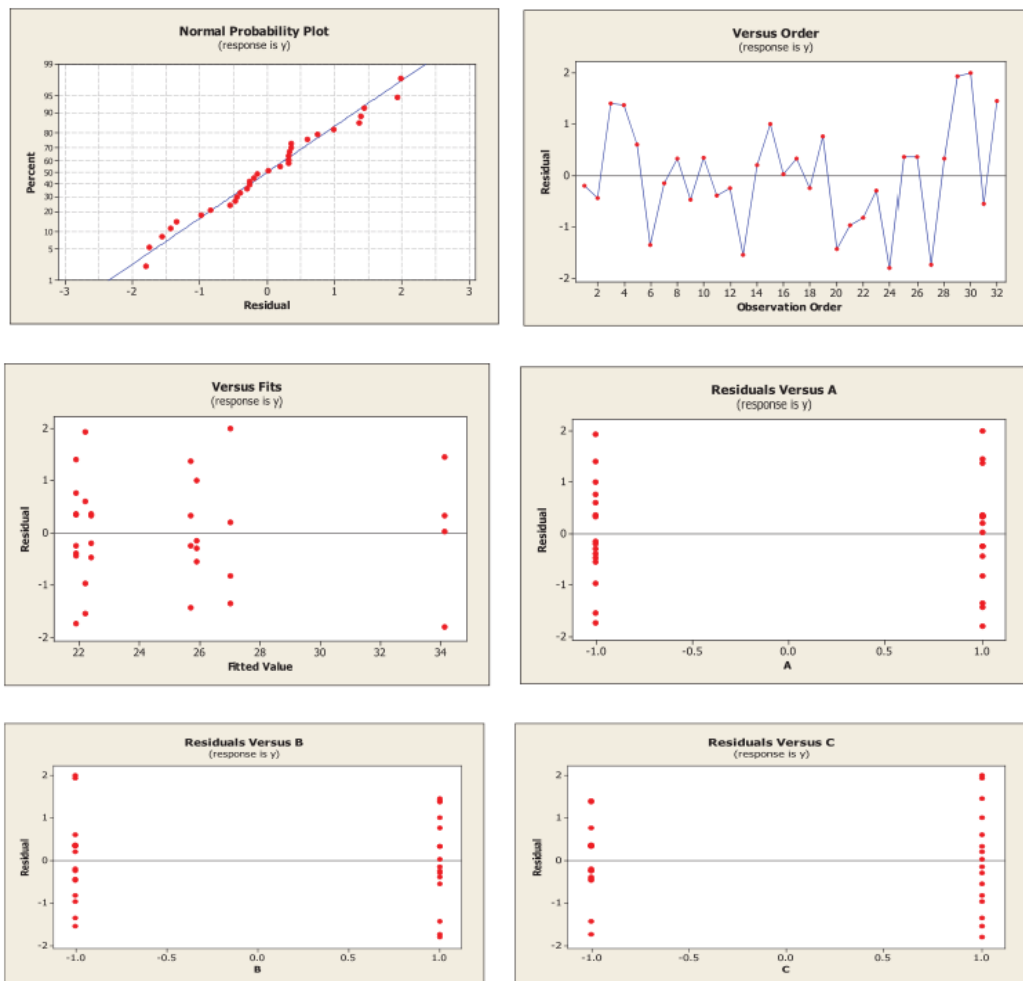 Normal Probability Plot
(response is y)
99
95
90
80
70
60
50
40
30
20
10
5
1
Percent
-3 -2 -1 0 1 2 3
Residual
Versus Order
(response is y)
2
1
0
-1
-2
Residual
2 4 6 8 10 12 14 16 18 20 22 24 26 28 30 32
Observation Order
Versus Fits
(response is y)
2
1
0
-1
-2
Residual
22 24 26 28 30 32 34
Fitted Value
Residuals Versus A
(response is y)
2
1
0
-1
-2
Residual
-1.0 -0.5 0.0 0.5 1.0
A
Residuals Versus B
(response is y)
2
1
0
-1
-2
Residual
-1.0 -0.5 0.0 0.5 1.0
B
Residuals Versus C
(response is y)
2
1
0
-1
-2
Residual
-1.0 -0.5 0.0 0.5 1.0
C